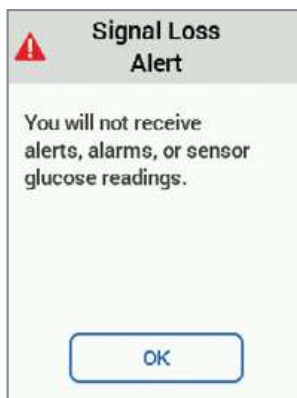 Signal Loss
Alert
You will not receive
alerts, alarms, or sensor
glucose readings.
OK